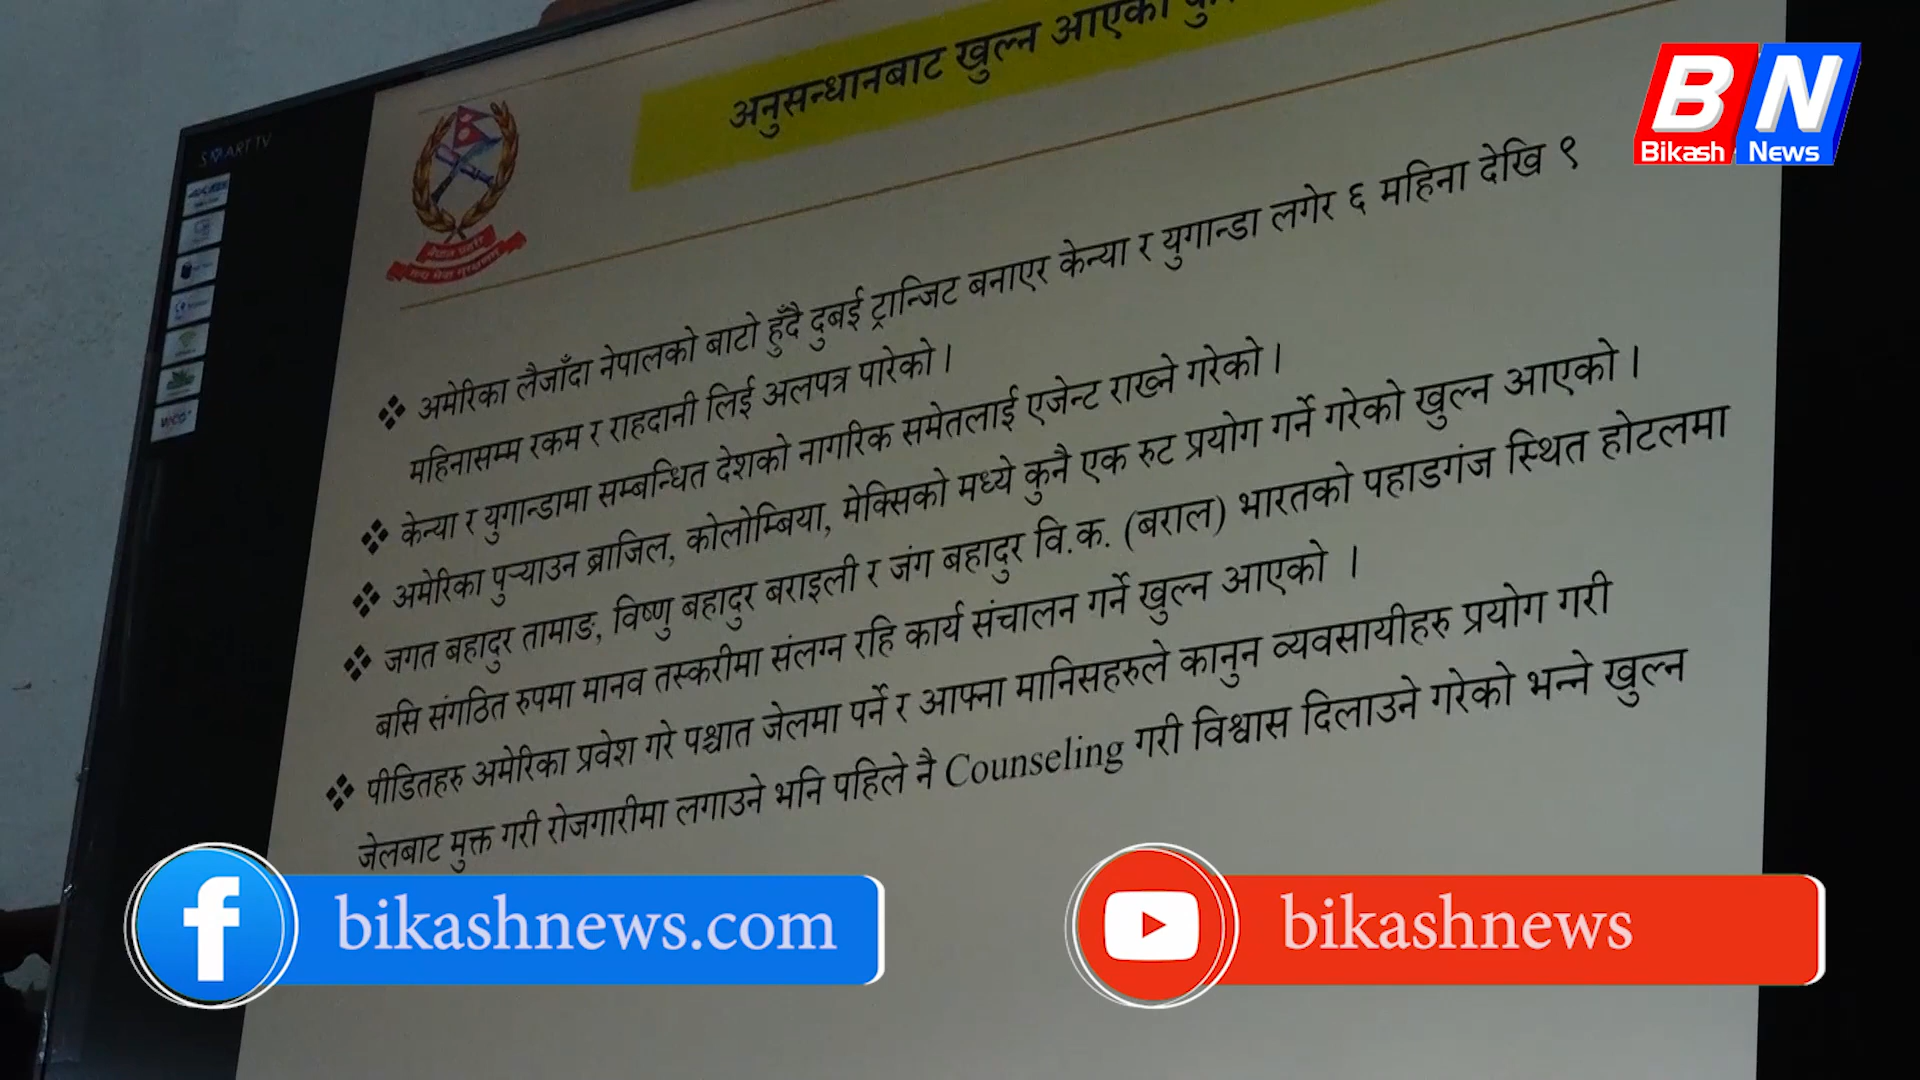 SMART TV
अनुसन्धानबाट खुल्न आएका
BN
Bikash News
अमेरिका लैजाँदा नेपालको बाटो हुँदै दुबई ट्रान्जिट बनाएर केन्या र युगान्डा लगेर ६ महिना देखि ९
महिनासम्म रकम र राहदानी लिई अलपत्र पारेको ।
केन्या र युगान्डामा सम्बन्धित देशको नागरिक समेतलाई एजेन्ट राख्ने गरेको ।
अमेरिका पुऱ्याउन ब्राजिल, कोलोम्बिया, मेक्सिको मध्ये कुनै एक रुट प्रयोग गर्ने गरेको खुल्न आएको ।
जगत बहादुर तामाङ, विष्णु बहादुर बराइली र जंग बहादुर वि.क. (बराल) भारतको पहाडगंज स्थित होटलमा
बसि संगठित रुपमा मानव तस्करीमा संलग्न रहि कार्य संचालन गर्ने खुल्न आएको ।
पीडितहरु अमेरिका प्रवेश गरे पश्चात जेलमा पर्ने र आफ्ना मानिसहरुले कानुन व्यवसायीहरु प्रयोग गरी
जेलबाट मुक्त गरी रोजगारीमा लगाउने भनि पहिले नै Counseling गरी विश्वास दिलाउने गरेको भन्ने खुल्न
bikashnews.com
bikashnews